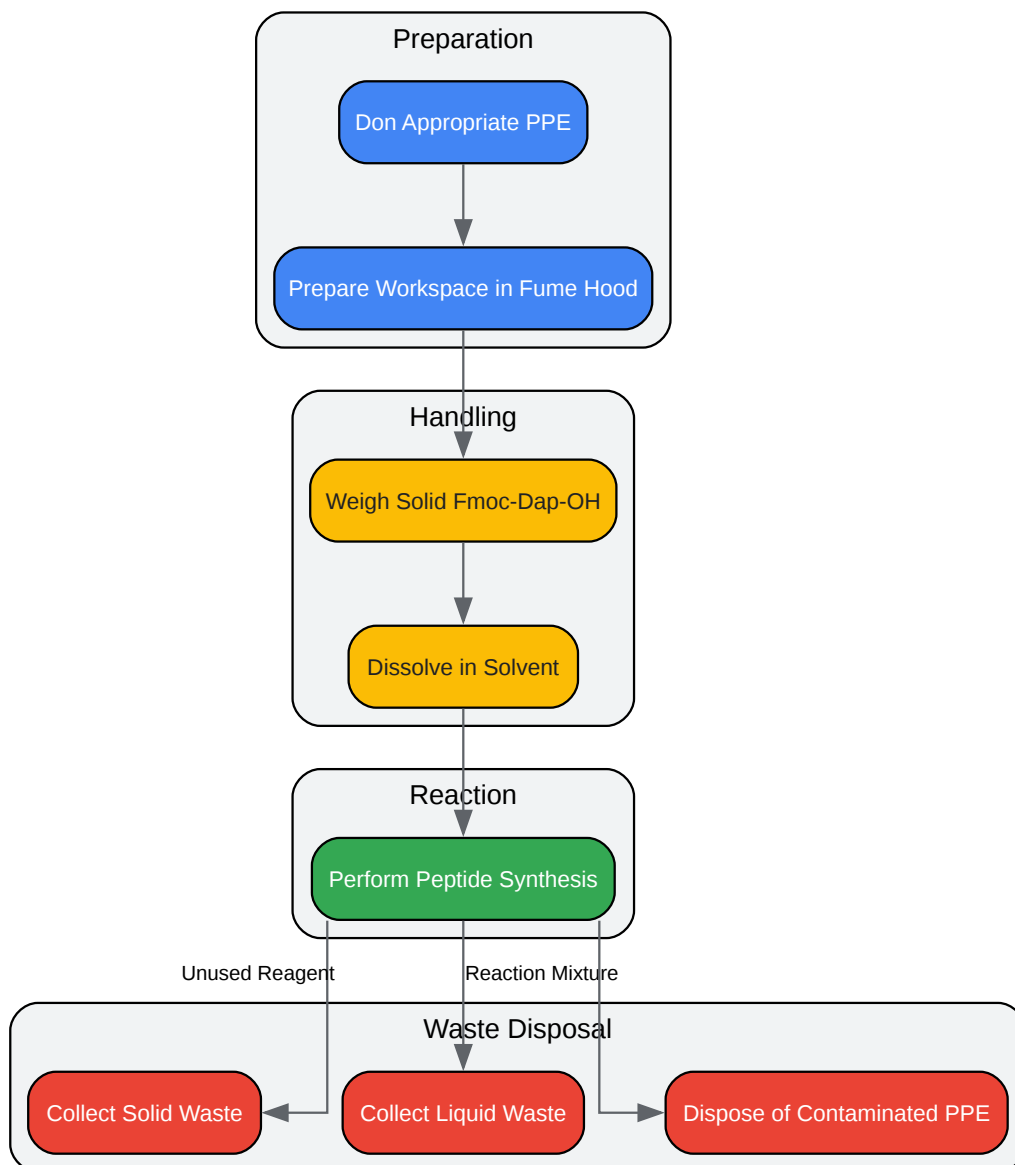 Preparation
Don Appropriate PPE
Prepare Workspace in Fume Hood
Handling
Weigh Solid Fmoc-Dap-OH
Dissolve in Solvent
Reaction
Perform Peptide Synthesis
Unused Reagent
Reaction Mixture
Waste Disposal
Collect Solid Waste
Collect Liquid Waste
Dispose of Contaminated PPE